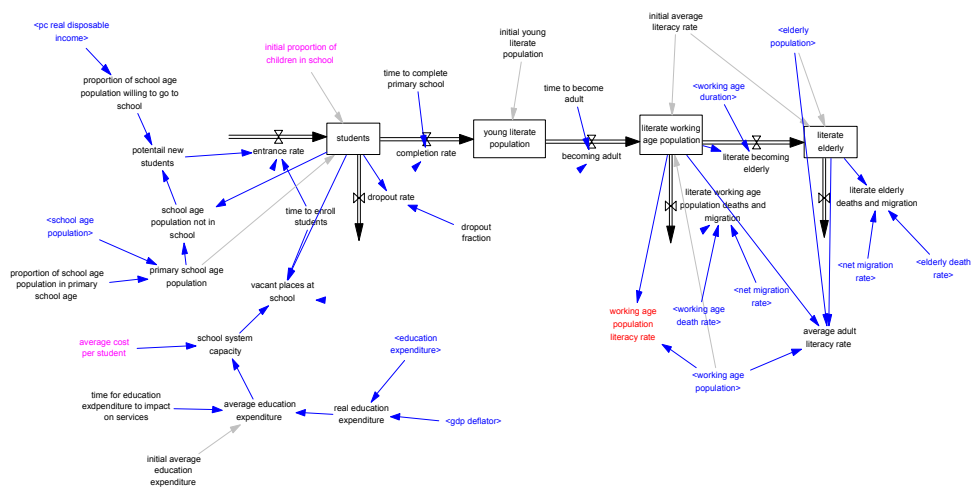 <pc real disposable
income>
proportion of school age
population willing to go to
school
potentail new
students
initial proportion of
children in school
time to complete
primary school
initial young
literate
population
time to become
adult
initial average
literacy rate
<elderly
population>
<working age
duration>
students
entrance rate
completion rate
young literate
population
becoming adult
literate working
age population
literate becoming
elderly
literate
elderly
dropout rate
dropout
fraction
time to enroll
students
school age
population not in
school
<school age
population>
proportion of school age
population in primary
school age
primary school age
population
vacant places at
school
literate working age
population deaths and
migration
literate elderly
deaths and migration
<net migration
rate>
<elderly death
rate>
<net migration
rate>
<working age
death rate>
working age
population
literacy rate
average adult
literacy rate
<working age
population>
average cost
per student
school system
capacity
<education
expenditure>
time for education
exdpenditure to impact
on services
average education
expenditure
real education
expenditure
<gdp deflator>
initial average
education
expenditure